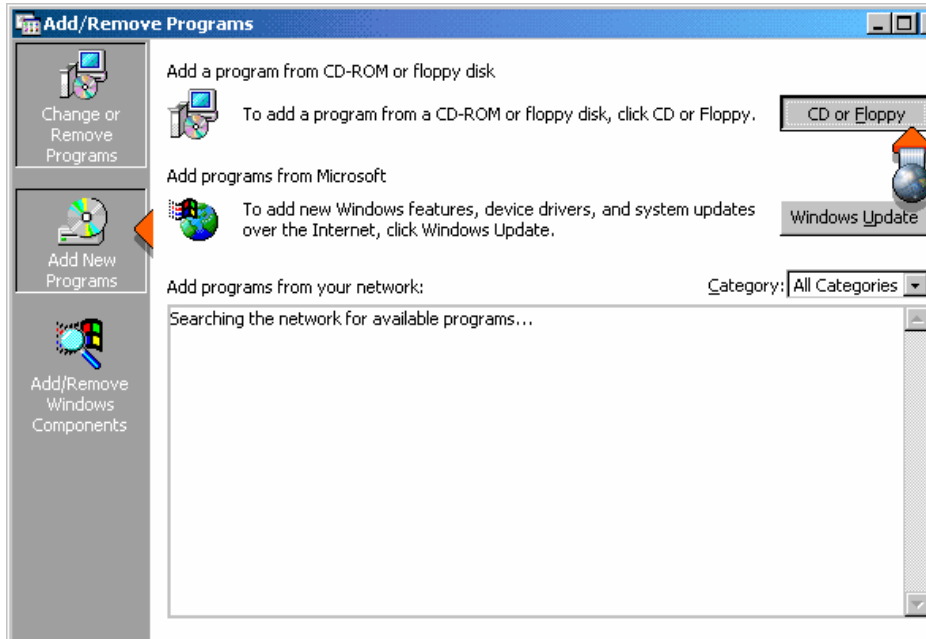 Add/Remove Programs
Change or
Remove
Programs
Add New
Programs
Add/Remove
Windows
Components
Add a program from CD-ROM or floppy disk
To add a program from a CD-ROM or floppy disk, click CD or Floppy.
CD or Floppy
Add programs from Microsoft
To add new Windows features, device drivers, and system updates
over the Internet, click Windows Update.
Windows Update
Add programs from your network:
Category: All Categories
Searching the network for available programs...